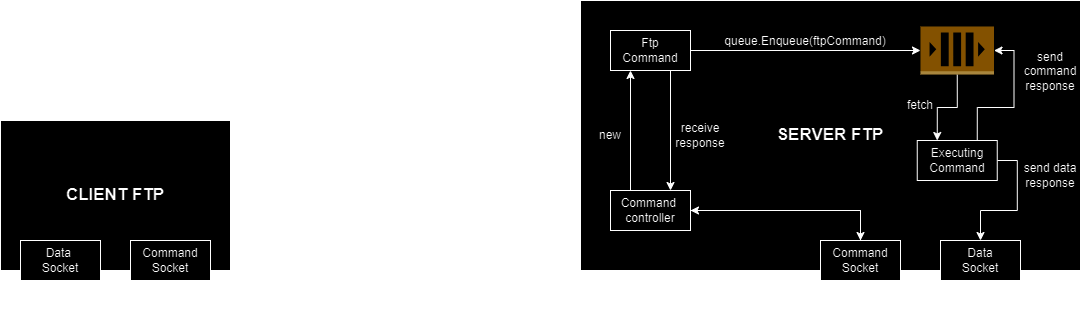 Ftp
Command
queue.Enqueue(ftpCommand)
send
command
response
fetch
new
receive
response
SERVER FTP
Executing
Command
send data
response
CLIENT FTP
Command
controller
Data
Socket
Command
Socket
Command
Socket
Data
Socket